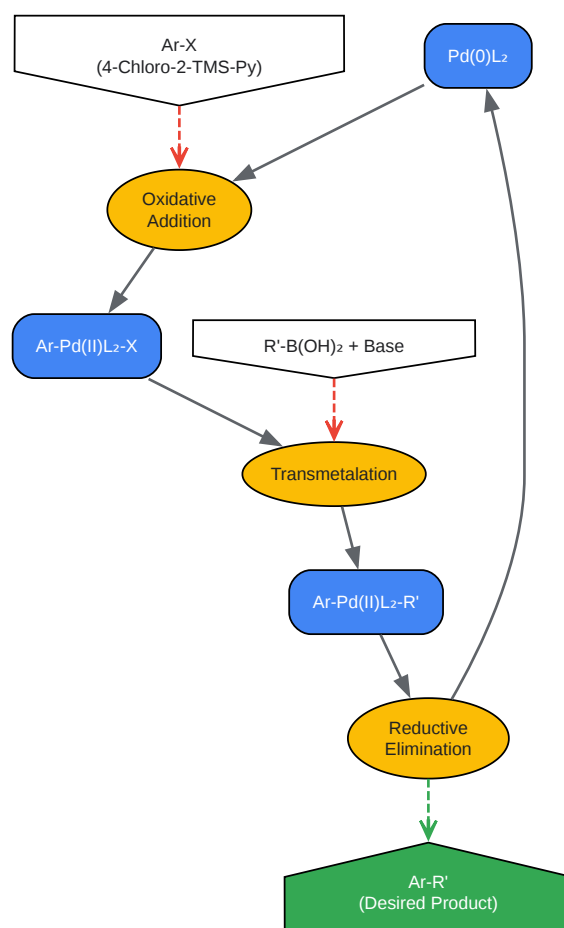 Ar-X
(4-Chloro-2-TMS-Py)
Pd(0)L₂
Oxidative
Addition
Ar-Pd(II)L₂-X
R'-B(OH)₂ + Base
Transmetalation
Ar-Pd(II)L₂-R'
Reductive
Elimination
Ar-R'
(Desired Product)